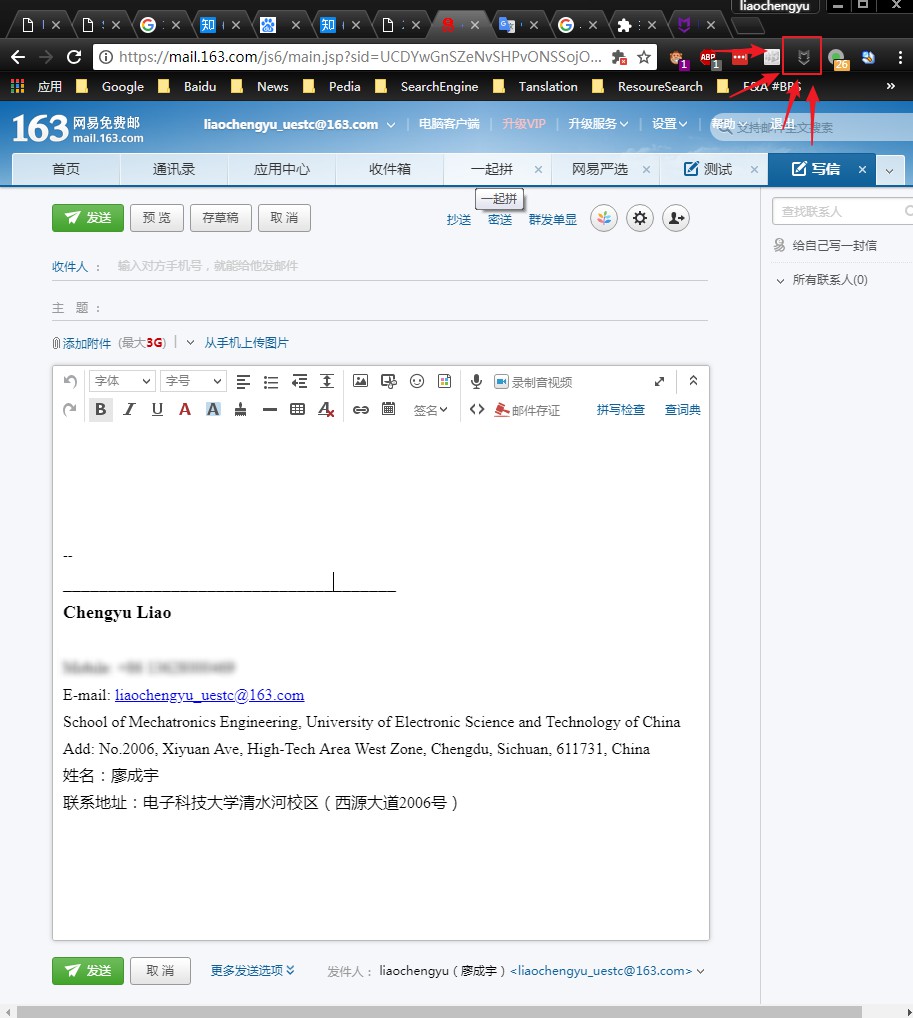 liaochengyu
https://mail.163.com/js6/main.jsp?sid=UCDYwGnSZeNvSHPvONSSojO...
1
ABP
1
26
应用
Google
Baidu
News
Pedia
SearchEngine
Translation
ResoureSearch
F&A #BBS
»
163 网易免费邮
mail.163.com
liaochengyu_uestc@163.com
电脑客户端
升级VIP
升级服务
设置
帮助
退出
支持邮件全文搜索
首页
通讯录
应用中心
收件箱
一起拼
网易严选
测试
写信
一起拼
发送
预 览
存草稿
取 消
抄送
密送
群发单显
查找联系人
给自己写一封信
所有联系人(0)
收件人 ：
输入对方手机号，就能给他发邮件
主 题 ：
添加附件 (最大3G)
从手机上传图片
字体
字号
录制音视频
B I U A A
签名
邮件存证
拼写检查
查词典
--
_____________________________________
Chengyu Liao
E-mail: liaochengyu_uestc@163.com
School of Mechatronics Engineering, University of Electronic Science and Technology of China
Add: No.2006, Xiyuan Ave, High-Tech Area West Zone, Chengdu, Sichuan, 611731, China
姓名：廖成宇
联系地址：电子科技大学清水河校区（西源大道2006号）
发送
取 消
更多发送选项
发件人： liaochengyu（廖成宇）<liaochengyu_uestc@163.com>